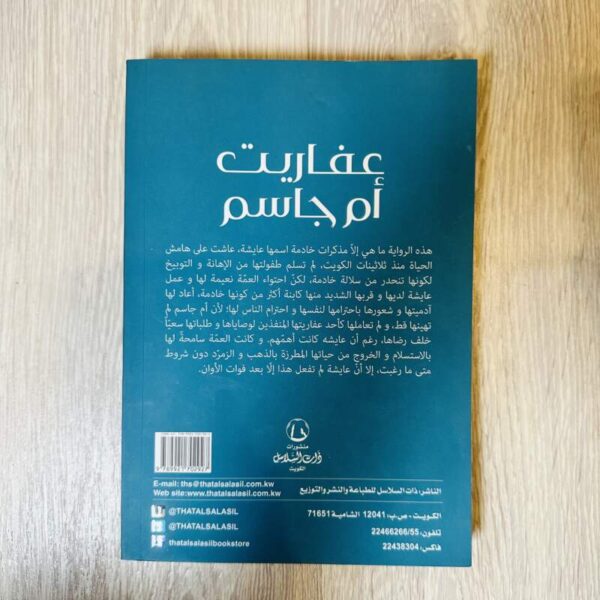 عفاريت
أم جاسم
هذه الرواية ما هي إلاّ مذكرات خادمة اسمها عايشة، عاشت على هامش
الحياة منذ ثلاثينات الكويت، لم تسلم طفولتها من الإهانة و التوبيخ
لكونها تنحدر من سلالة خادمة، لكنّ احتواء العمّة نعيمة لها و عمل
عايشة لديها و قربها الشديد منها كابنة أكثر من كونها خادمة، أعاد لها
آدميتها و شعورها باحترامها لنفسها و احترام الناس لها؛ لأن أم جاسم لم
تهينها قط، و لم تعاملها كأحد عفاريتها المنفذين لوصاياها و طلباتها سعيًا
خلف رضاها، رغم أن عايشه كانت أهمّهم. و كانت العمّة سامحةً لها
بالاستسلام و الخروج من حياتها المطرزة بالذهب و الزمرّد دون شروط
متى ما رغبت، إلا أنّ عايشة لم تفعل هذا إلّا بعد فوات الأوان.
منشورات
ذات السلاسل
الكويت
الناشر: ذات السلاسل للطباعة والنشر والتوزيع
E-mail: ths@thatalsalasil.com.kw
Web site:www.thatalsalasil.com.kw
الكويت - ص.ب: 12041 الشامية 71651
تلفون: 22466266/55
فاكس: 22438304
@THATALSALASIL
@THATALSALASIL
thatalsalasilbookstore